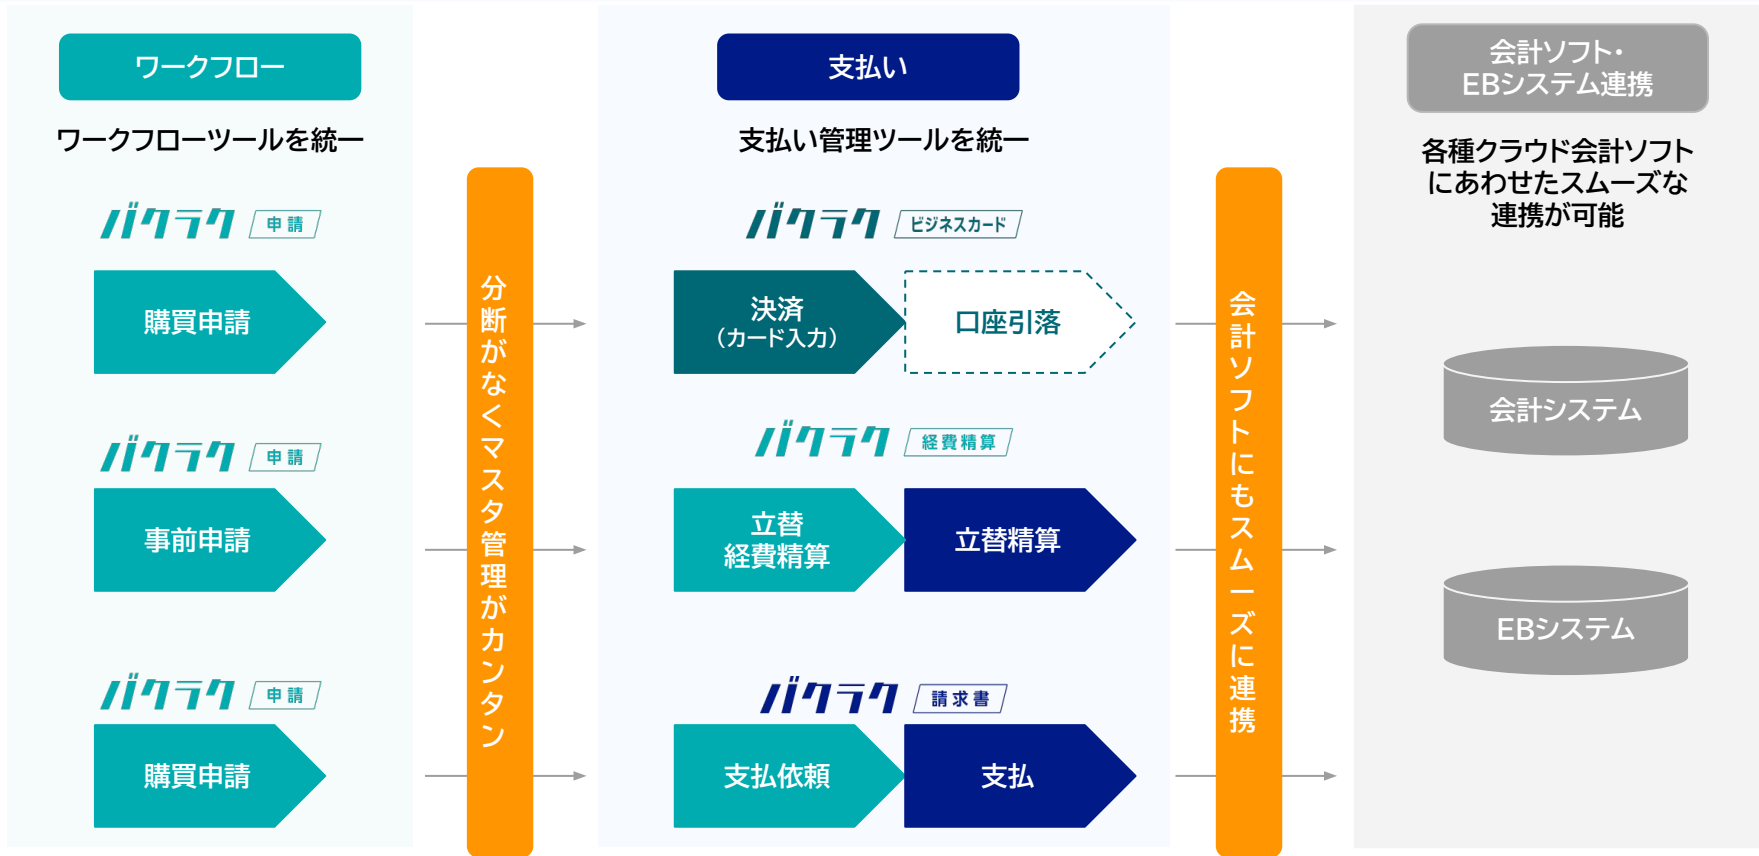 ワークフロー
ワークフローツールを統一
バクラク 申請
購買申請
バクラク 申請
事前申請
バクラク 申請
購買申請
分断がなくマスタ管理がカンタン
支払い
支払い管理ツールを統一
バクラク ビジネスカード
決済
（カード入力）
口座引落
バクラク 経費精算
立替
経費精算
立替精算
バクラク 請求書
支払依頼
支払
会計ソフトにもスムーズに連携
会計ソフト・
EBシステム連携
各種クラウド会計ソフト
にあわせたスムーズな
連携が可能
会計システム
EBシステム